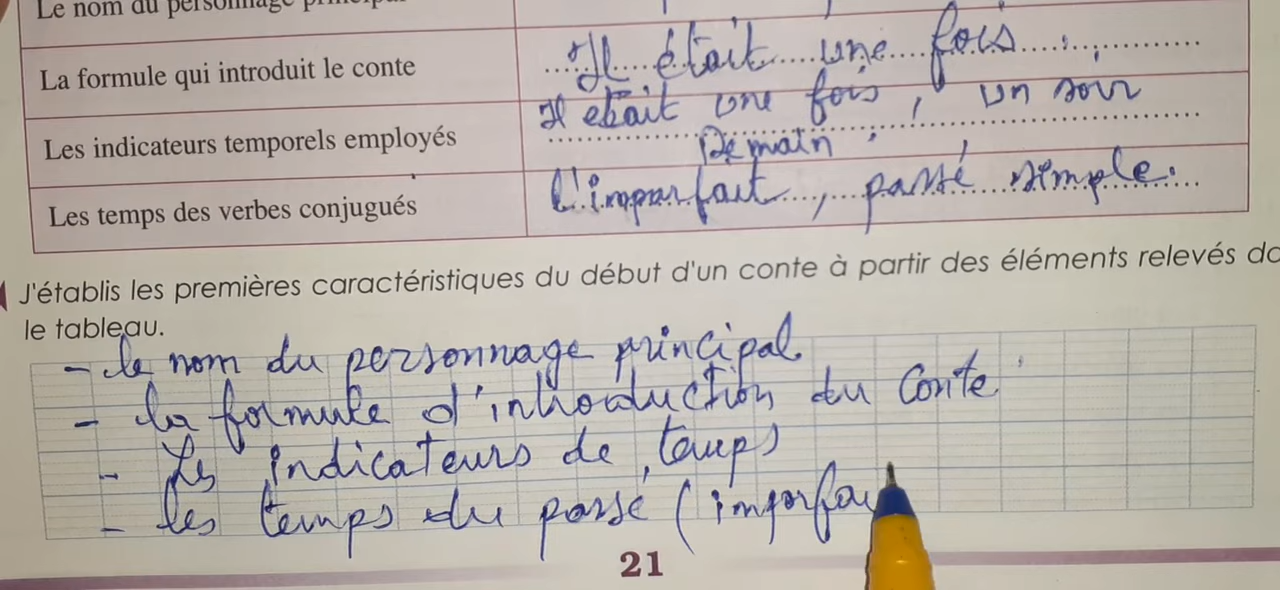 Le nom du personnage principal
La formule qui introduit le conte
Il était une fois
Les indicateurs temporels employés
Il était une fois, un soir
Demain
Les temps des verbes conjugués
L'imparfait, passé simple.
J'établis les premières caractéristiques du début d'un conte à partir des éléments relevés da
le tableau.
- le nom du personnage principal.
- la formule d'introduction du Conte
- Les indicateurs de temps
- les temps du passé (imparfai
21